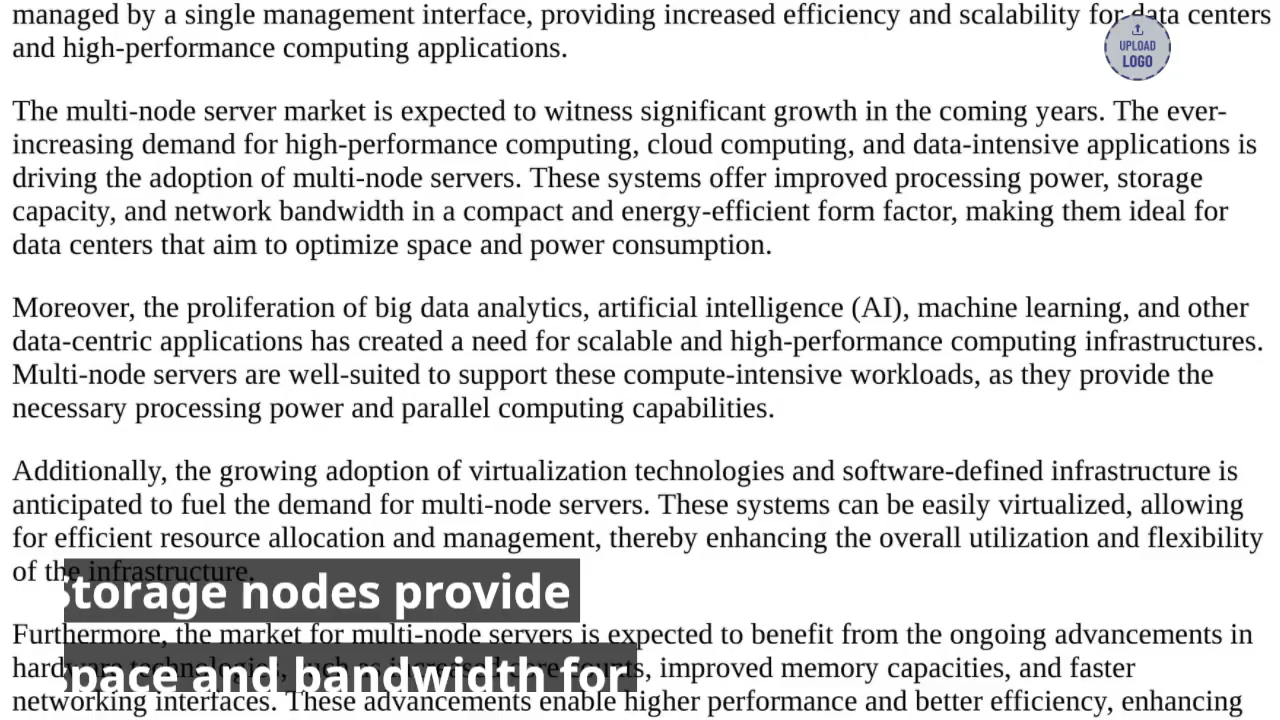 managed by a single management interface, providing increased efficiency and scalability for data centers
and high-performance computing applications.
UPLOAD
LOGO
The multi-node server market is expected to witness significant growth in the coming years. The ever-
increasing demand for high-performance computing, cloud computing, and data-intensive applications is
driving the adoption of multi-node servers. These systems offer improved processing power, storage
capacity, and network bandwidth in a compact and energy-efficient form factor, making them ideal for
data centers that aim to optimize space and power consumption.
Moreover, the proliferation of big data analytics, artificial intelligence (AI), machine learning, and other
data-centric applications has created a need for scalable and high-performance computing infrastructures.
Multi-node servers are well-suited to support these compute-intensive workloads, as they provide the
necessary processing power and parallel computing capabilities.
Additionally, the growing adoption of virtualization technologies and software-defined infrastructure is
anticipated to fuel the demand for multi-node servers. These systems can be easily virtualized, allowing
for efficient resource allocation and management, thereby enhancing the overall utilization and flexibility
of the infrastructure.
Storage nodes provide
Furthermore, the market for multi-node servers is expected to benefit from the ongoing advancements in
hardware technologies, such as increased core counts, improved memory capacities, and faster
space and bandwidth for
networking interfaces. These advancements enable higher performance and better efficiency, enhancing